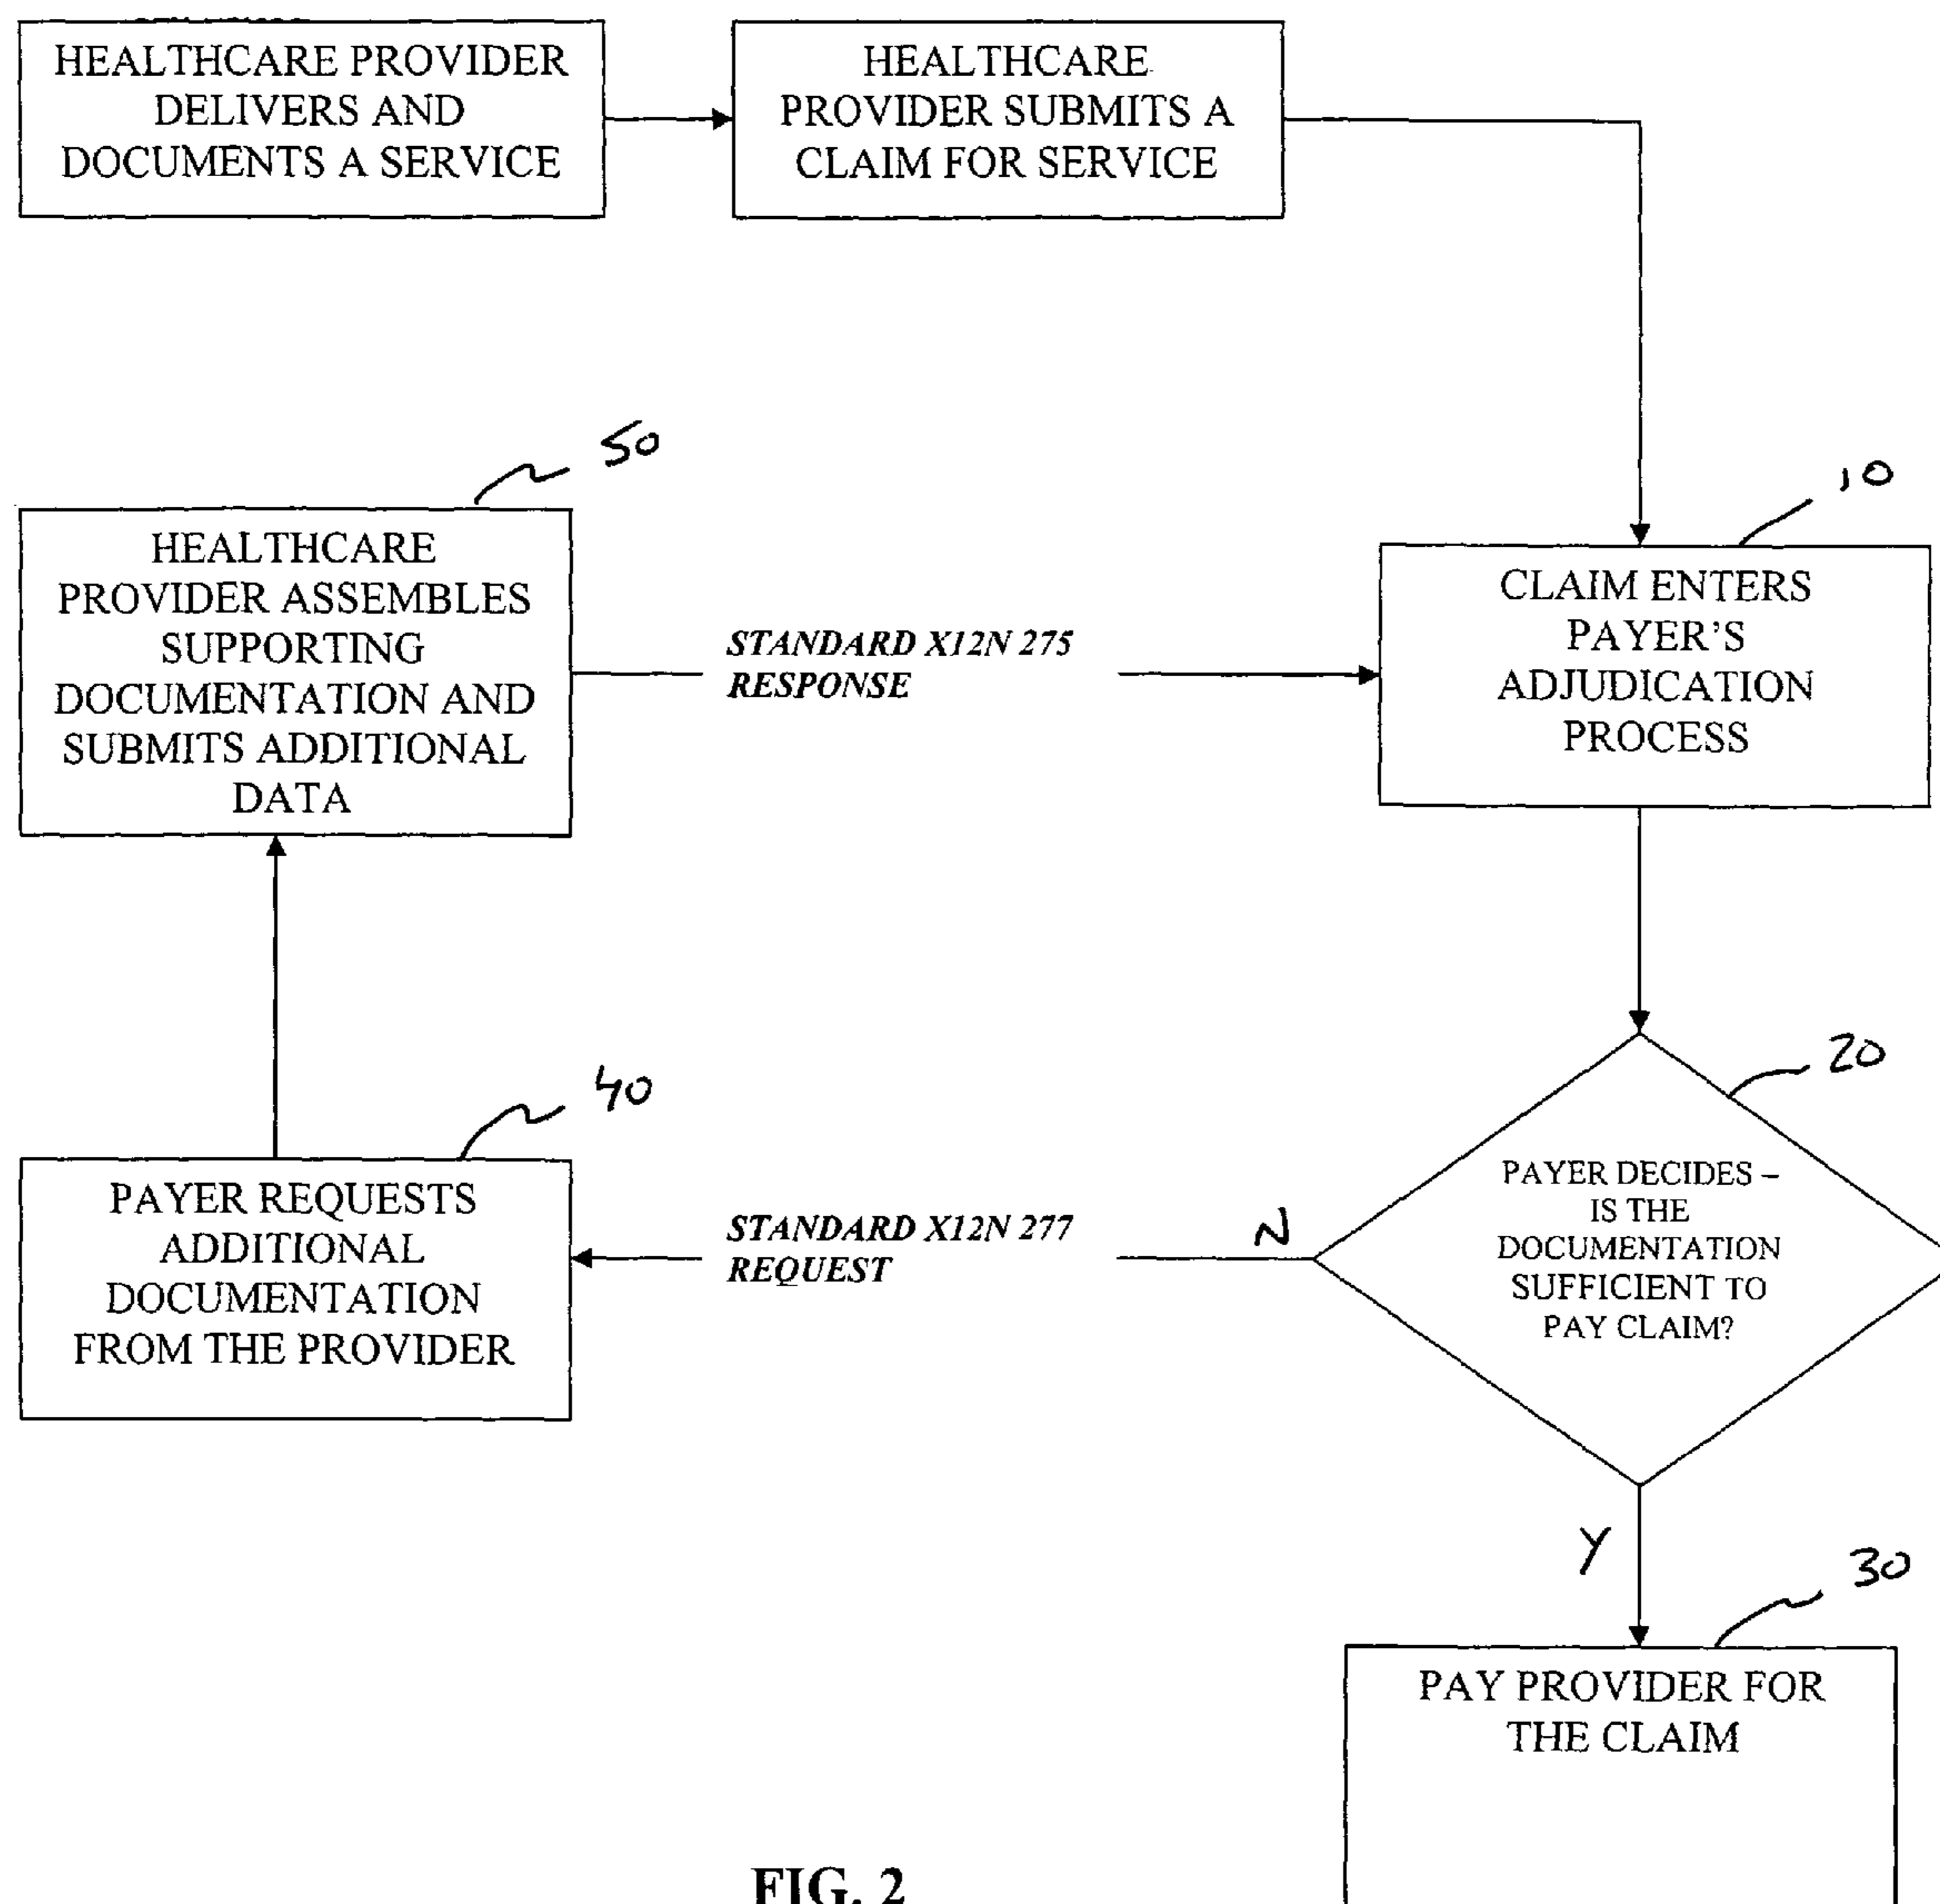 HEALTHCARE PROVIDER
DELIVERS AND
DOCUMENTS A SERVICE
HEALTHCARE
PROVIDER SUBMITS A
CLAIM FOR SERVICE
50
HEALTHCARE
PROVIDER ASSEMBLES
SUPPORTING
DOCUMENTATION AND
SUBMITS ADDITIONAL
DATA
STANDARD X12N 275
RESPONSE
10
CLAIM ENTERS
PAYER'S
ADJUDICATION
PROCESS
40
PAYER REQUESTS
ADDITIONAL
DOCUMENTATION
FROM THE PROVIDER
STANDARD X12N 277
REQUEST
N
20
PAYER DECIDES –
IS THE
DOCUMENTATION
SUFFICIENT TO
PAY CLAIM?
Y
30
PAY PROVIDER FOR
THE CLAIM
FIG. 2